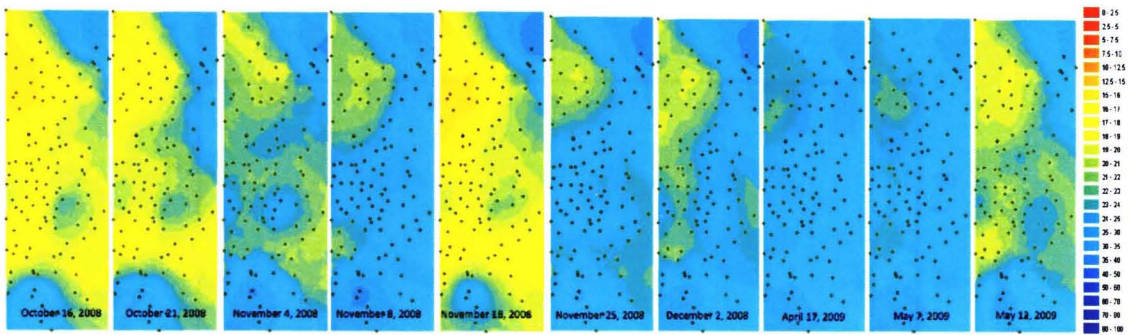 October 16, 2008
October 21, 2008
November 4, 2008
November 8, 2008
November 18, 2008
November 25, 2008
December 2, 2008
April 17, 2009
May 7, 2009
May 12, 2009
0 - 2.5
2.5 - 5
5 - 7.5
7.5 - 10
10 - 12.5
12.5 - 15
15 - 16
16 - 17
17 - 18
18 - 19
19 - 20
20 - 21
21 - 22
22 - 23
23 - 24
24 - 25
25 - 30
30 - 35
35 - 40
40 - 50
50 - 60
60 - 70
70 - 80
80 - 90
90 - 100